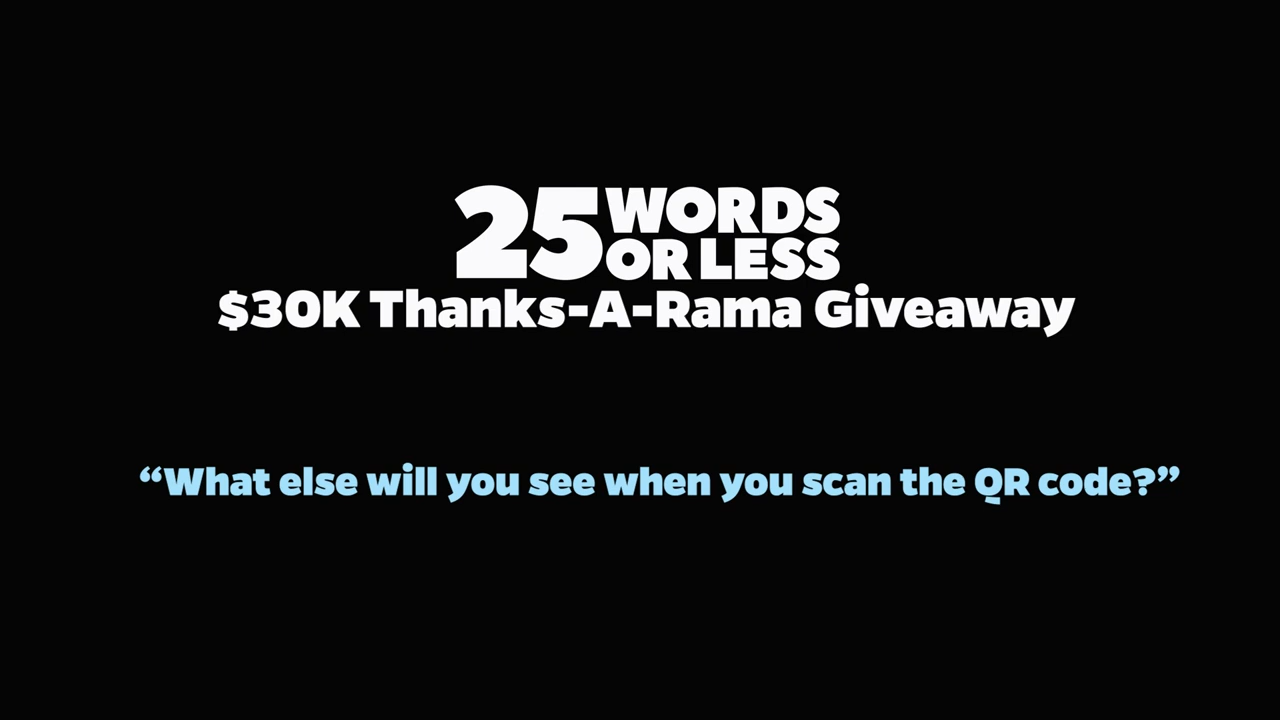 25 WORDS
OR LESS
$30K Thanks-A-Rama Giveaway
“What else will you see when you scan the QR code?”